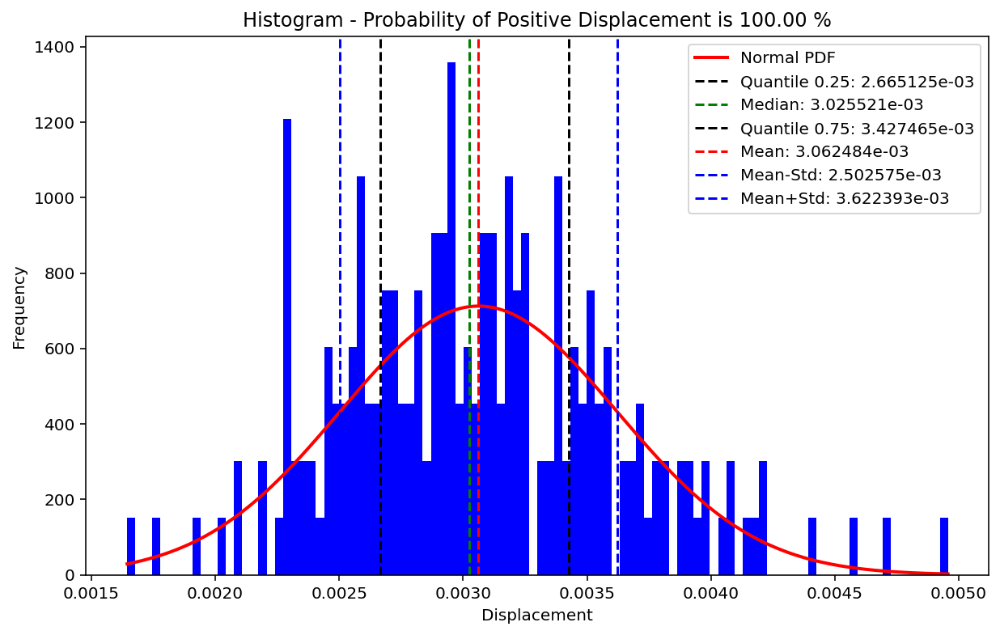 Histogram - Probability of Positive Displacement is 100.00 %
1400
1200
1000
800
600
400
200
0
Frequency
Normal PDF
Quantile 0.25: 2.665125e-03
Median: 3.025521e-03
Quantile 0.75: 3.427465e-03
Mean: 3.062484e-03
Mean-Std: 2.502575e-03
Mean+Std: 3.622393e-03
0.0015 0.0020 0.0025 0.0030 0.0035 0.0040 0.0045 0.0050
Displacement